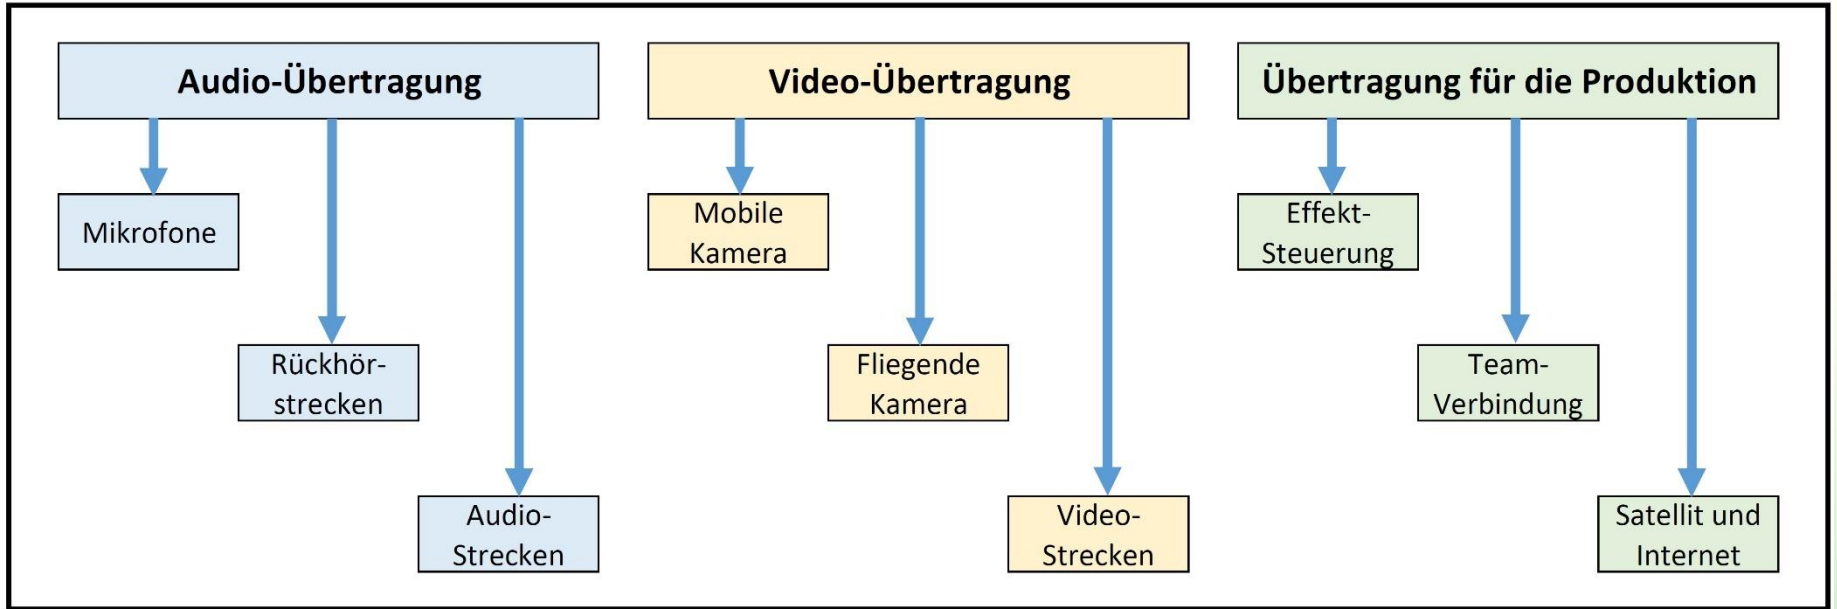 Audio-Übertragung
Video-Übertragung
Übertragung für die Produktion
Mikrofone
Mobile
Kamera
Effekt-
Steuerung
Rückhör-
strecken
Fliegende
Kamera
Team-
Verbindung
Audio-
Strecken
Video-
Strecken
Satellit und
Internet